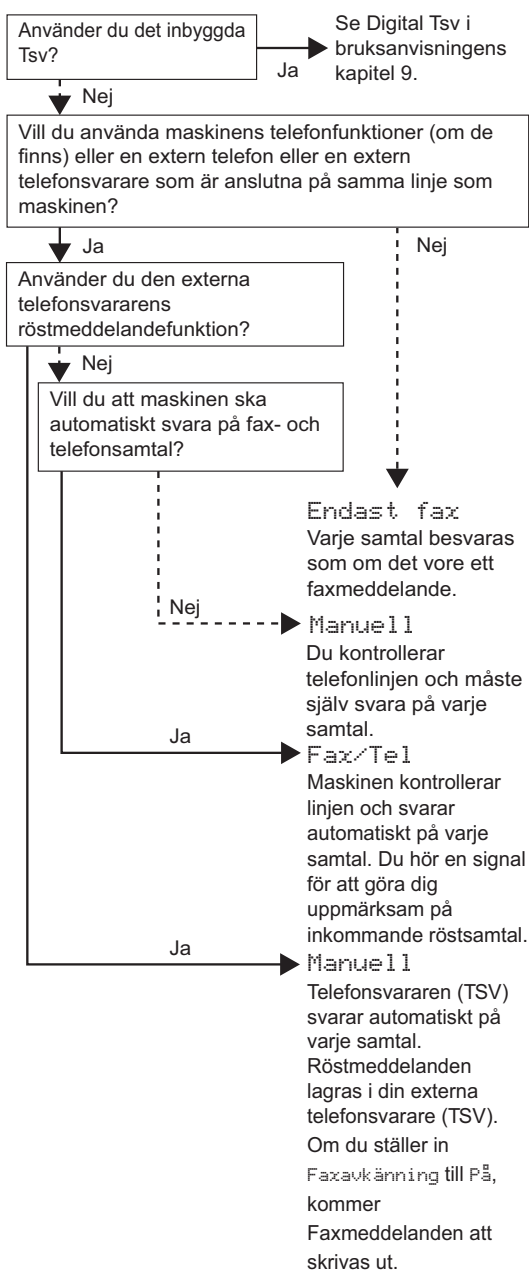 Använder du det inbyggda
Tsv?
Ja
Se Digital Tsv i
bruksanvisningens
kapitel 9.
Nej
Vill du använda maskinens telefonfunktioner (om de
finns) eller en extern telefon eller en extern
telefonsvarare som är anslutna på samma linje som
maskinen?
Ja
Nej
Använder du den externa
telefonsvararens
röstmeddelandefunktion?
Nej
Vill du att maskinen ska
automatiskt svara på fax- och
telefonsamtal?
Endast fax
Varje samtal besvaras
som om det vore ett
faxmeddelande.
Nej
Manuell
Du kontrollerar
telefonlinjen och måste
själv svara på varje
samtal.
Ja
Fax/Tel
Maskinen kontrollerar
linjen och svarar
automatiskt på varje
samtal. Du hör en signal
för att göra dig
uppmärksam på
inkommande röstsamtal.
Ja
Manuell
Telefonsvararen (TSV)
svarar automatiskt på
varje samtal.
Röstmeddelanden
lagras i din externa
telefonsvarare (TSV).
Om du ställer in
Faxavkänning till På,
kommer
Faxmeddelanden att
skrivas ut.